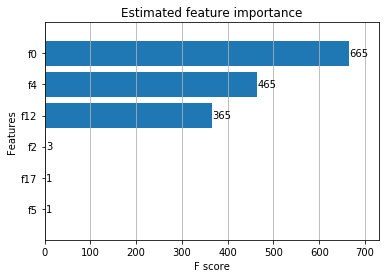 Estimated feature importance
Features
f0 665
f4 465
f12 365
f2 3
f17 1
f5 1
0 100 200 300 400 500 600 700
F score